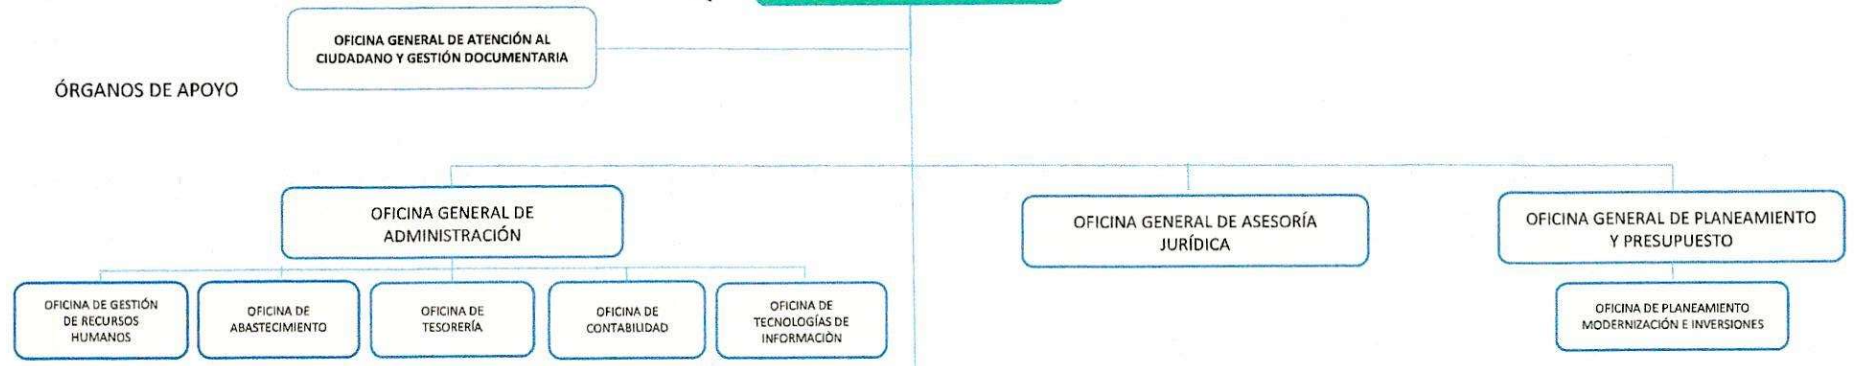 OFICINA GENERAL DE ATENCIÓN AL
CIUDADANO Y GESTIÓN DOCUMENTARIA
ÓRGANOS DE APOYO
OFICINA GENERAL DE
ADMINISTRACIÓN
OFICINA GENERAL DE ASESORÍA
JURÍDICA
OFICINA GENERAL DE PLANEAMIENTO
Y PRESUPUESTO
OFICINA DE GESTIÓN
DE RECURSOS
HUMANOS
OFICINA DE
ABASTECIMIENTO
OFICINA DE
TESORERÍA
OFICINA DE
CONTABILIDAD
OFICINA DE
TECNOLOGÍAS DE
INFORMACIÒN
OFICINA DE PLANEAMIENTO
MODERNIZACIÓN E INVERSIONES